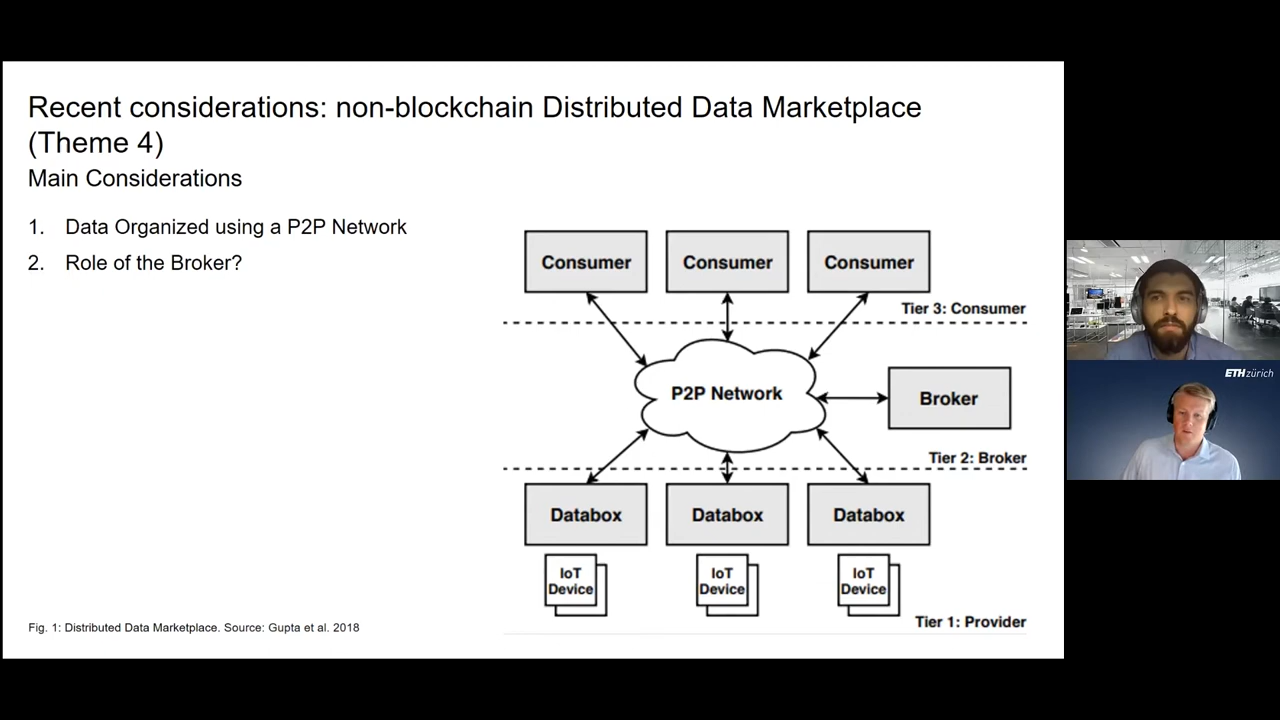 Recent considerations: non-blockchain Distributed Data Marketplace
(Theme 4)
Main Considerations
1. Data Organized using a P2P Network
2. Role of the Broker?
Consumer
Consumer
Consumer
Tier 3: Consumer
P2P Network
Broker
Tier 2: Broker
Databox
Databox
Databox
IoT
Device
IoT
Device
IoT
Device
Tier 1: Provider
Fig. 1: Distributed Data Marketplace. Source: Gupta et al. 2018
ETH zürich